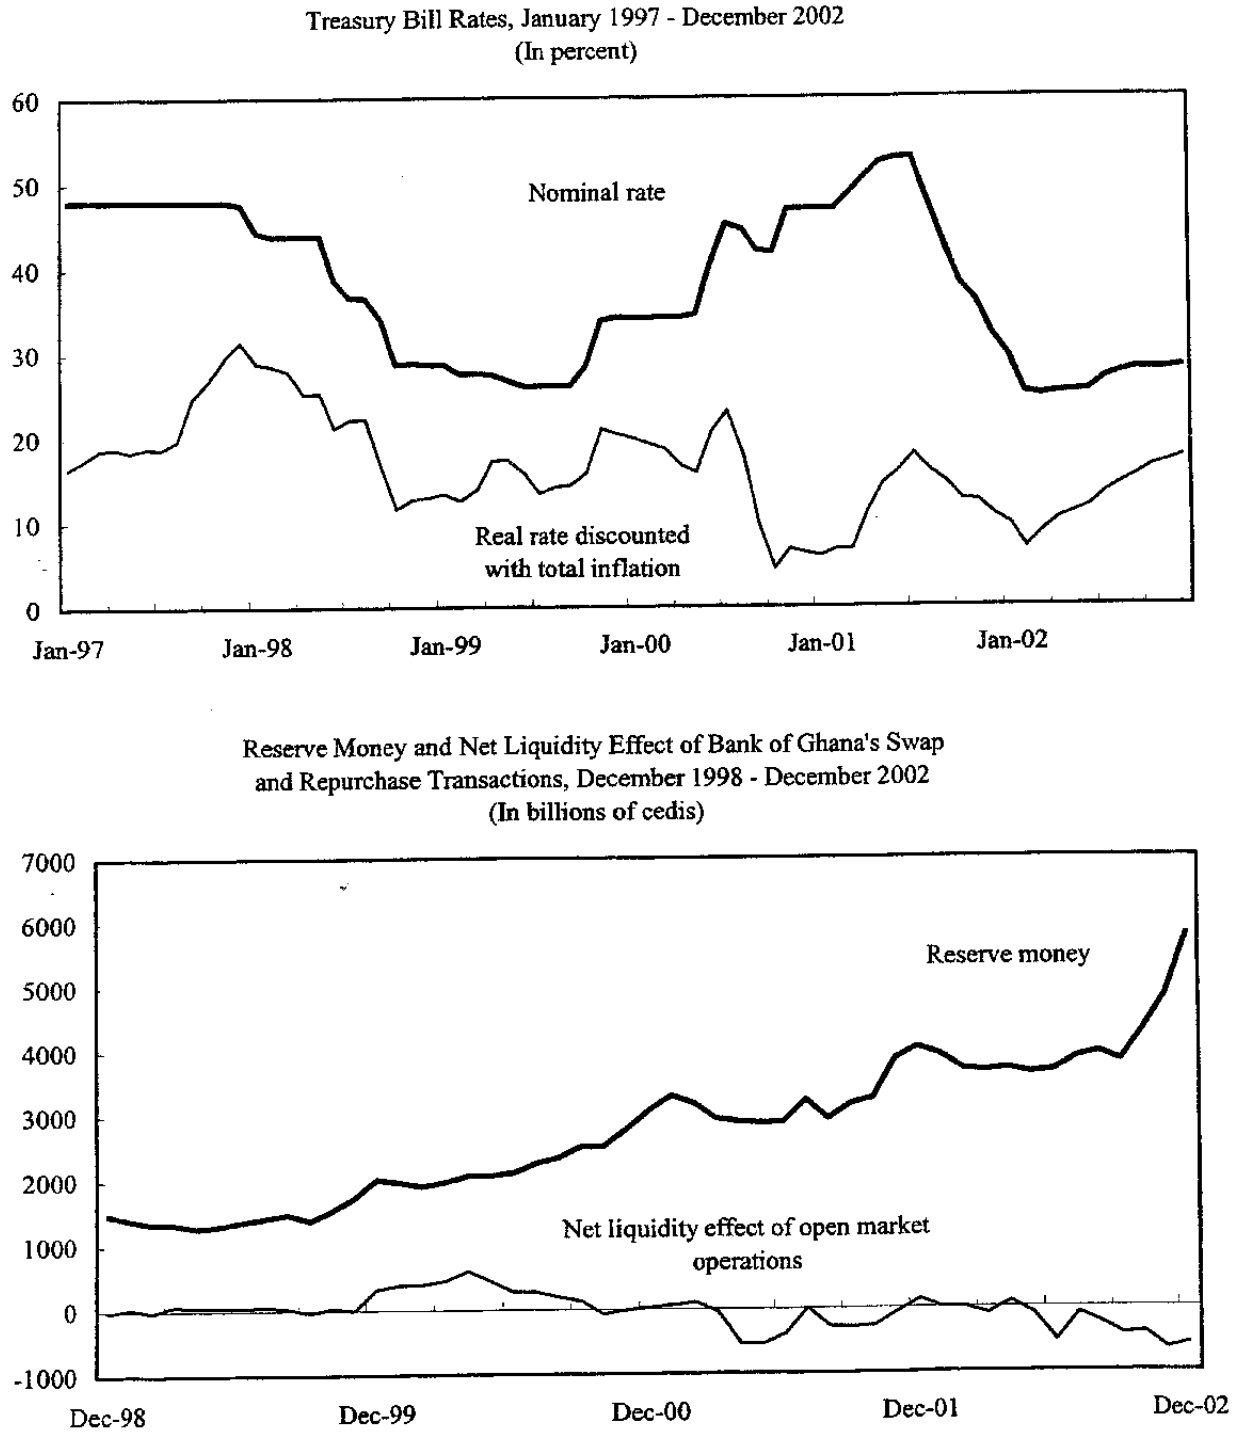 Treasury Bill Rates, January 1997 - December 2002
(In percent)
60
50
Nominal rate
40
30
20
10
Real rate discounted
with total inflation
0
Jan-97 Jan-98 Jan-99 Jan-00 Jan-01 Jan-02
Reserve Money and Net Liquidity Effect of Bank of Ghana's Swap
and Repurchase Transactions, December 1998 - December 2002
(In billions of cedis)
7000
6000
Reserve money
5000
4000
3000
2000
Net liquidity effect of open market
1000
operations
0
-1000
Dec-98 Dec-99 Dec-00 Dec-01 Dec-02